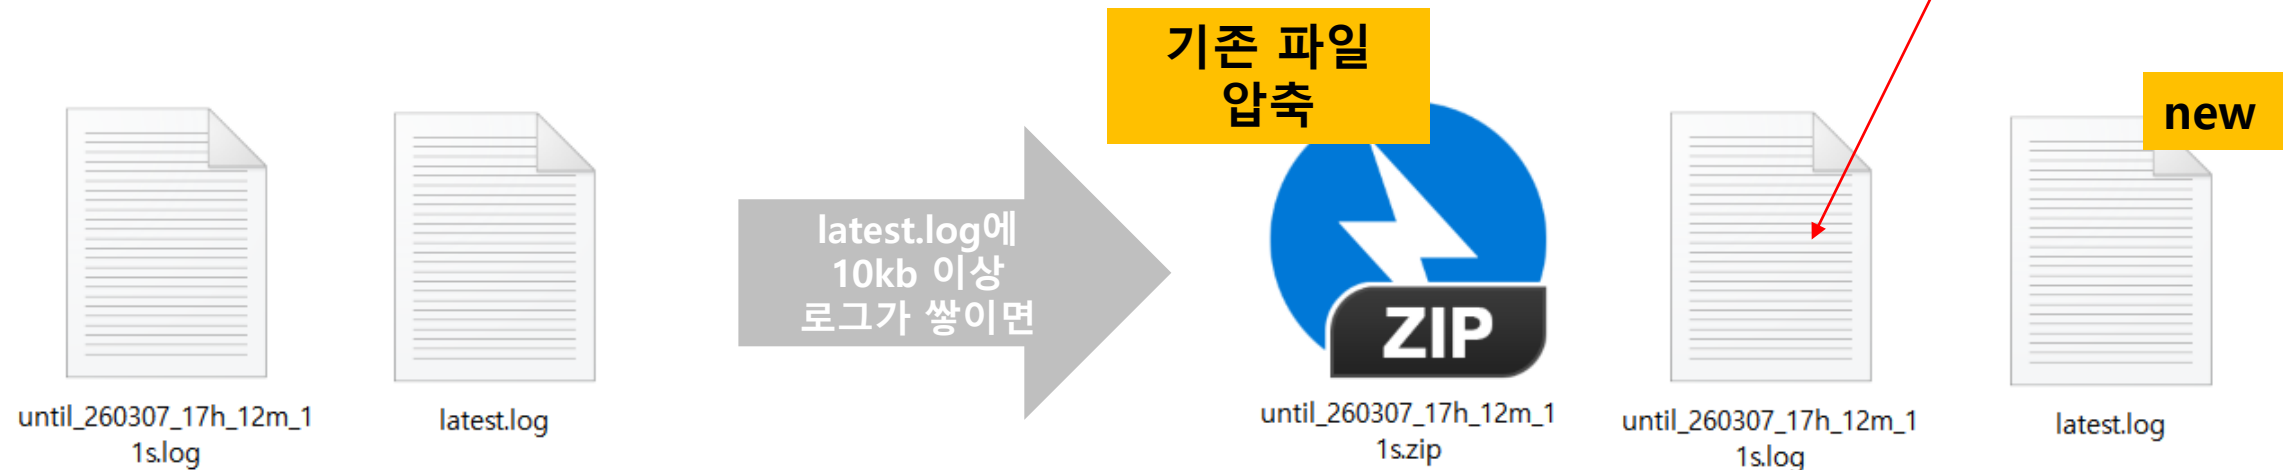 기존 파일
압축
new
latest.log에
10kb 이상
로그가 쌓이면
ZIP
until_260307_17h_12m_1
1s.log
latest.log
until_260307_17h_12m_1
1s.zip
until_260307_17h_12m_1
1s.log
latest.log